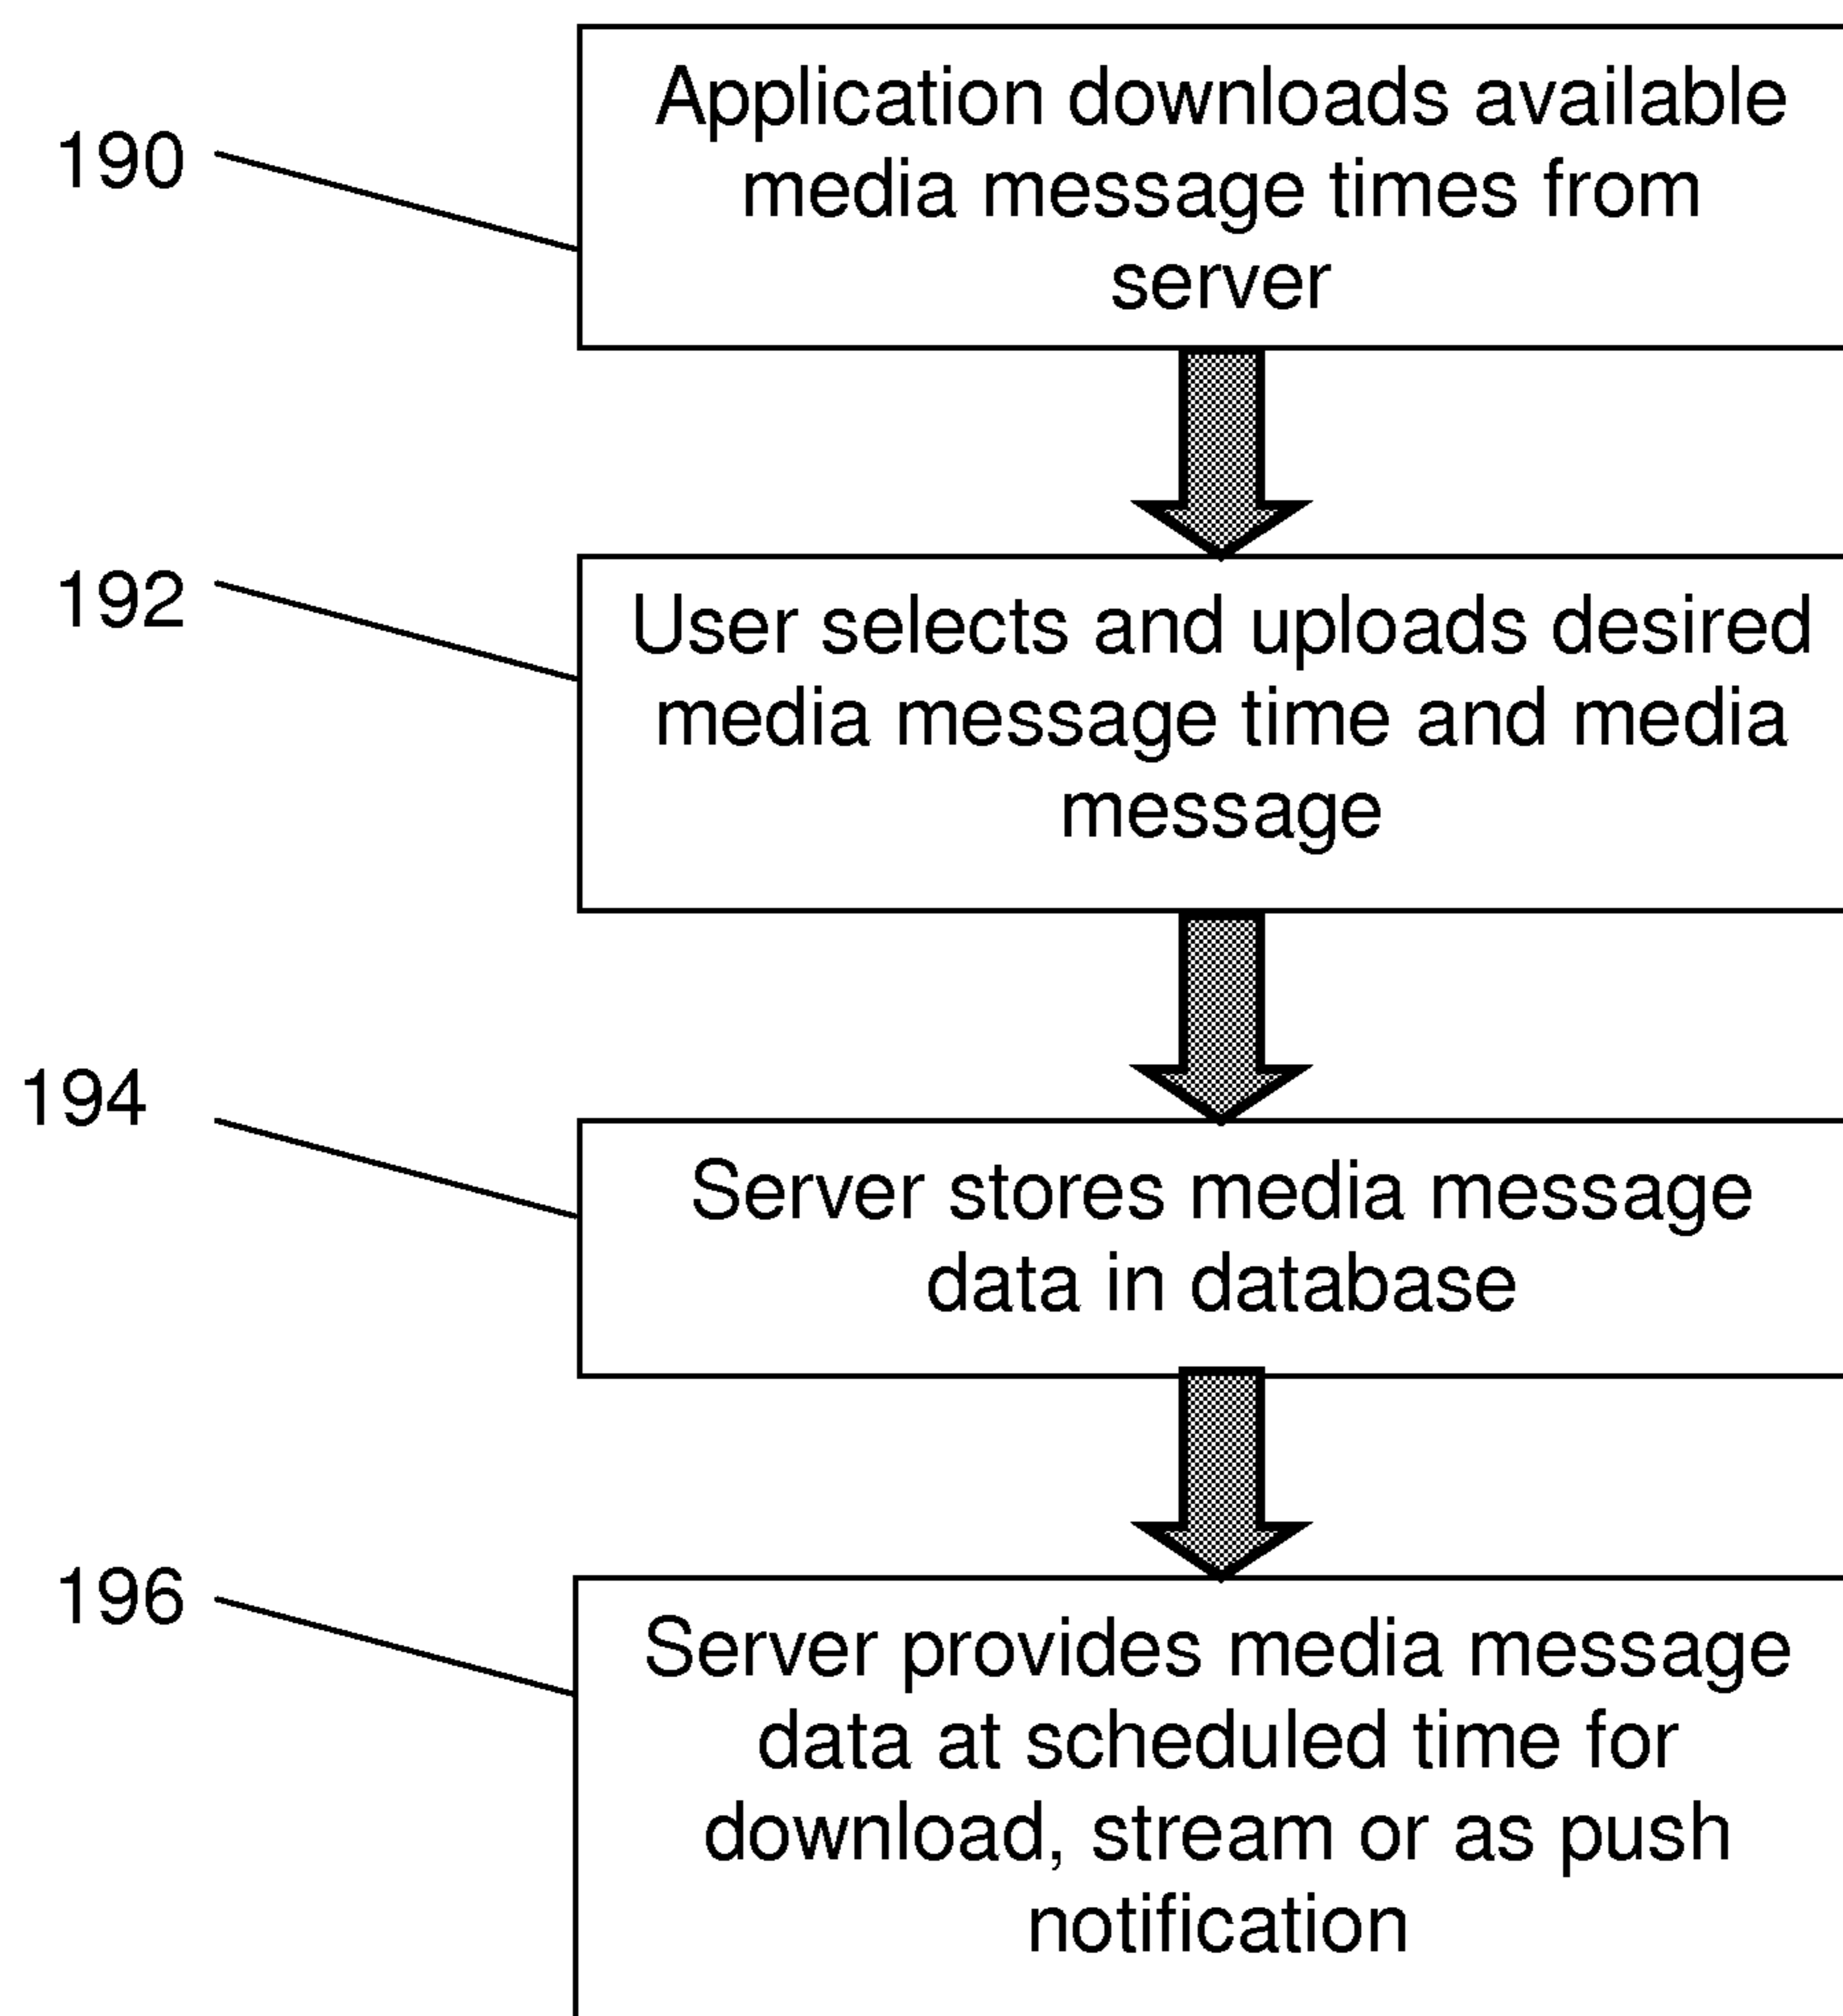 190
Application downloads available
media message times from
server
192
User selects and uploads desired
media message time and media
message
194
Server stores media message
data in database
196
Server provides media message
data at scheduled time for
download, stream or as push
notification